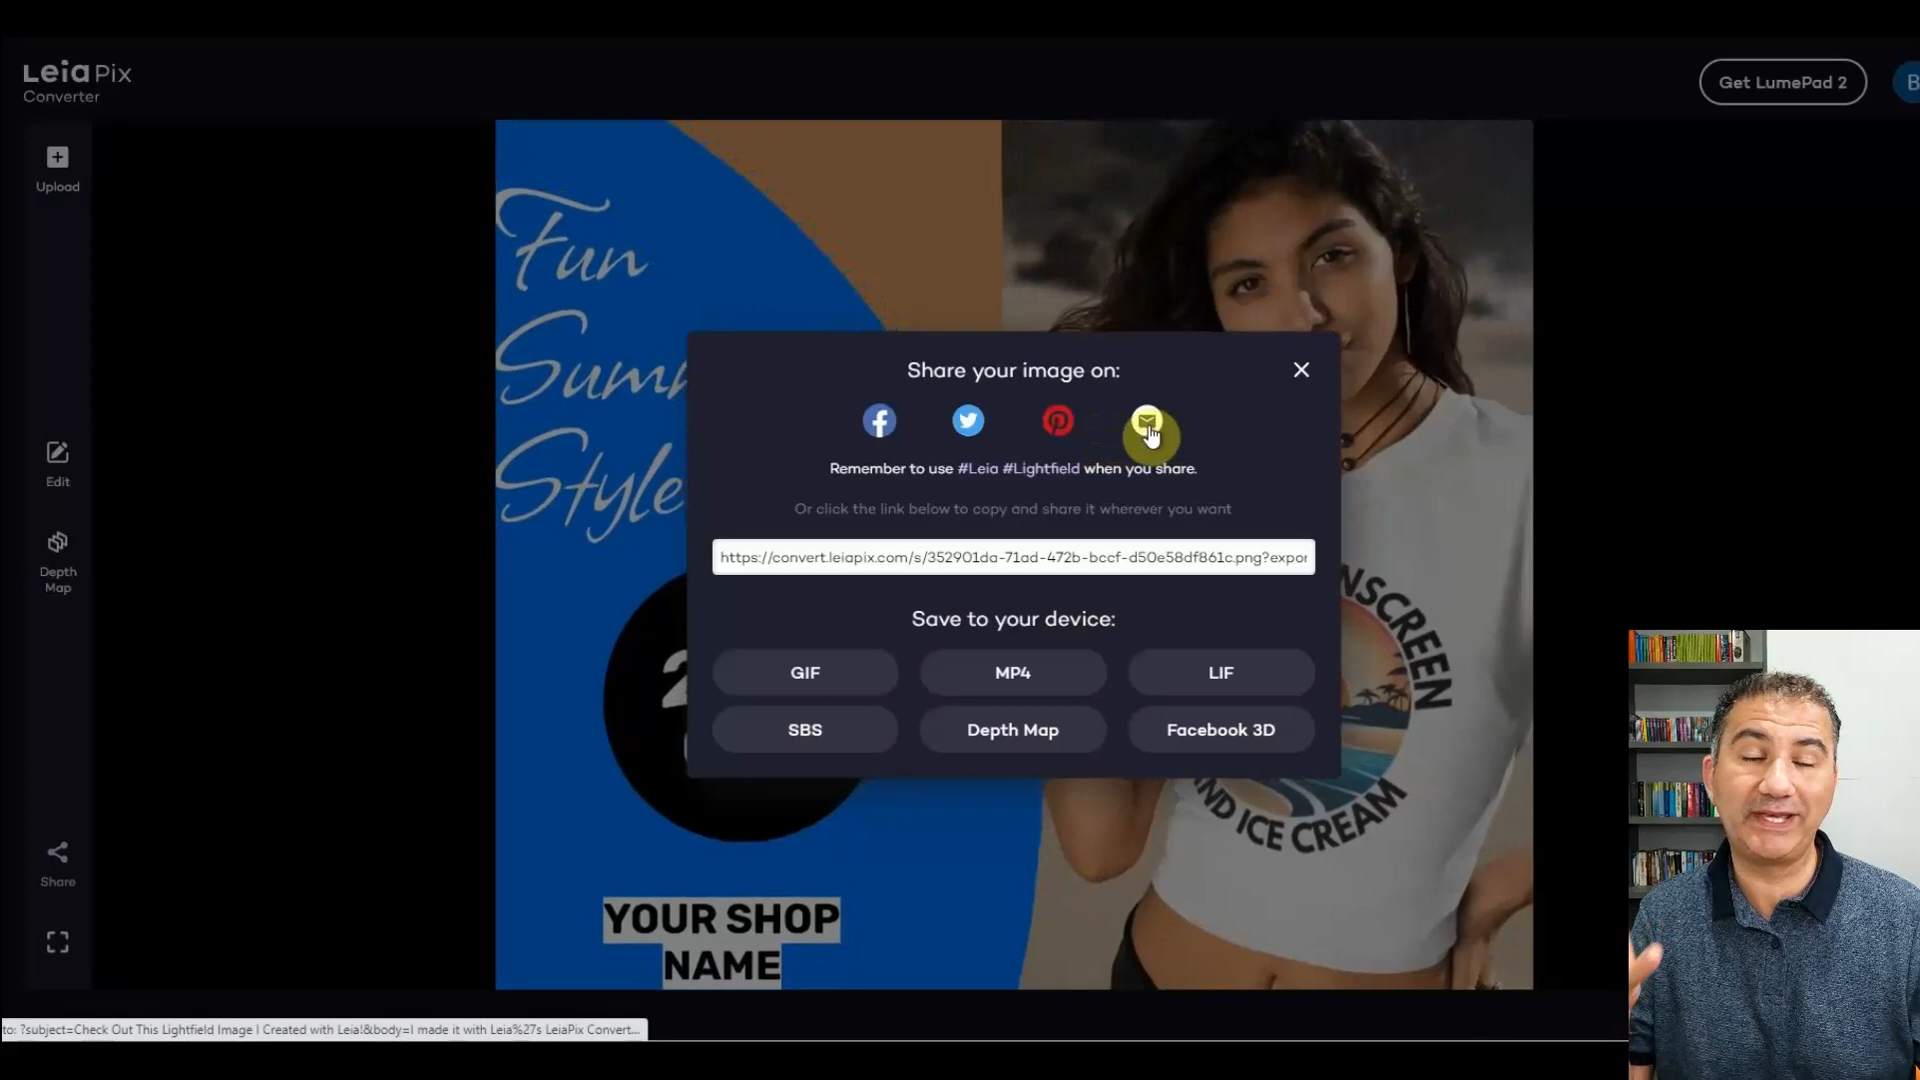 Leia Pix
Converter
Get LumePad 2
B
Upload
Edit
Depth
Map
Share
Fun
Style
YOUR SHOP
NAME
Share your image on:
Remember to use #Leia #Lightfield when you share.
Or click the link below to copy and share it wherever you want
https://convert.leiapix.com/s/352901da-71ad-472b-bccf-d50e58df861c.png?expor
Save to your device:
GIF
MP4
LIF
SBS
Depth Map
Facebook 3D
NSCREEN
ND ICE CREAM
to: ?subject=Check Out This Lightfield Image I Created with Leia!&body=I made it with Leia%27s LeiaPix Convert...